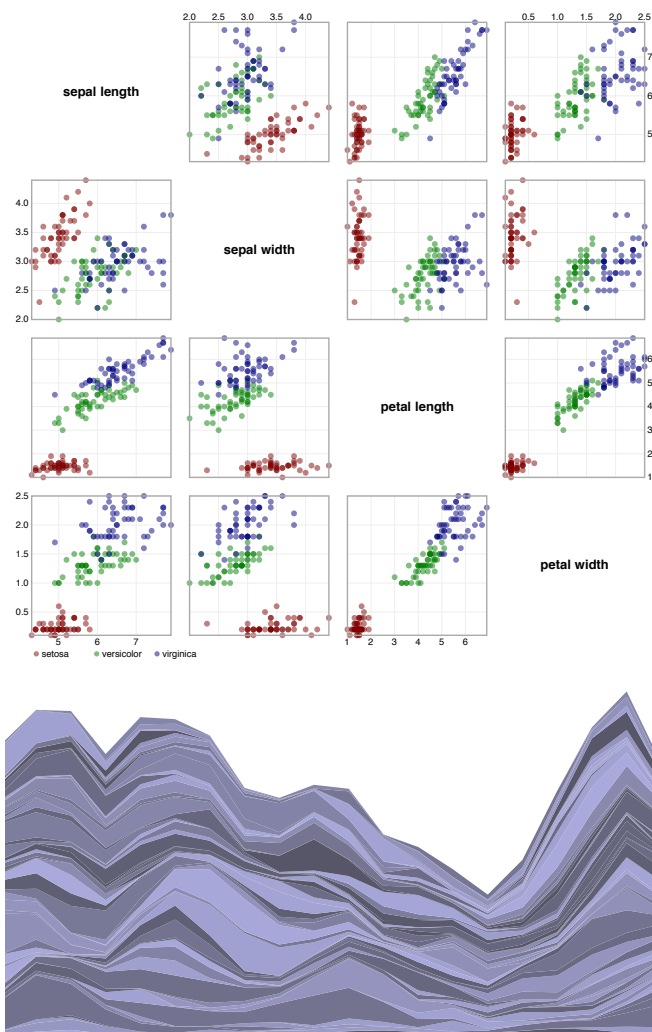 2.0 2.5 3.0 3.5 4.0 0.5 1.0 1.5 2.0 2.5
sepal length
7
6
5
4.0
3.5
3.0
2.5
2.0
sepal width
petal length
6
5
4
3
2
1
2.5
2.0
1.5
1.0
0.5
petal width
5 6 7 1 2 3 4 5 6
setosa versicolor virginica